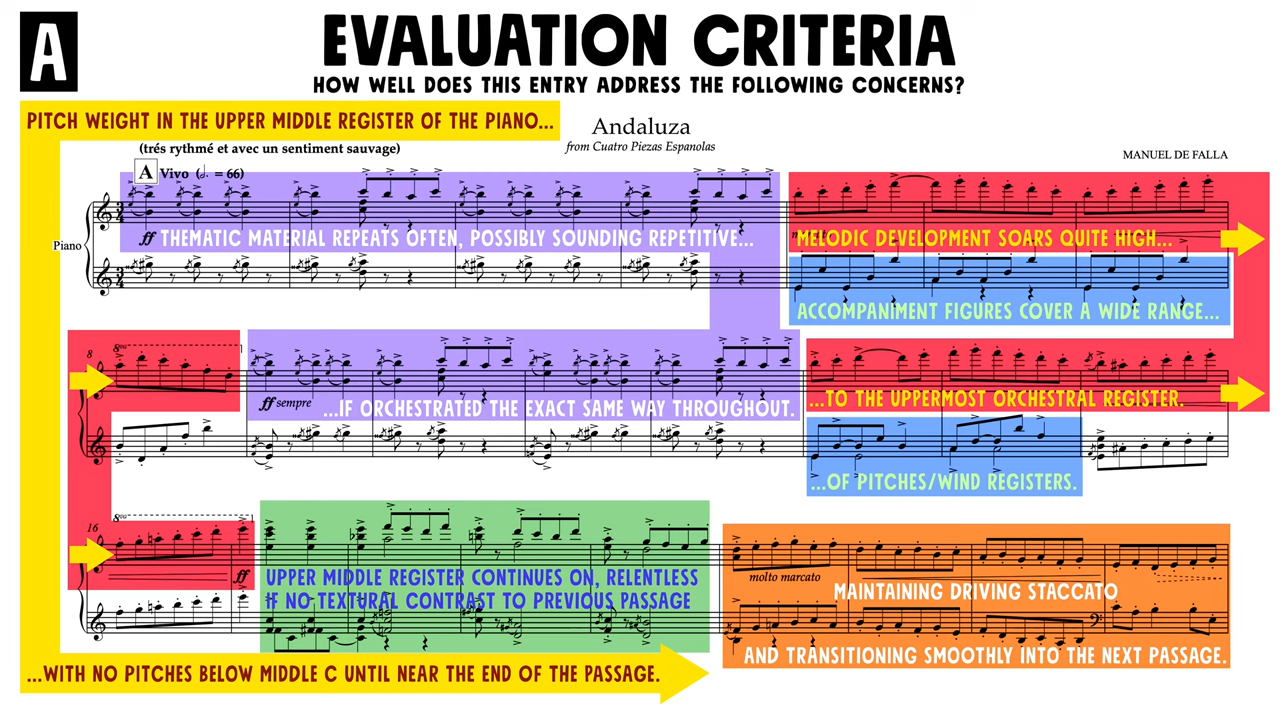 A
EVALUATION CRITERIA
HOW WELL DOES THIS ENTRY ADDRESS THE FOLLOWING CONCERNS?
PITCH WEIGHT IN THE UPPER MIDDLE REGISTER OF THE PIANO...
Andaluza
from Cuatro Piezas Espanolas
(trés rythmé et avec un sentiment sauvage)
MANUEL DE FALLA
A Vivo (𝅗𝅥. = 66)
Piano
ff THEMATIC MATERIAL REPEATS OFTEN, POSSIBLY SOUNDING REPETITIVE...
MELODIC DEVELOPMENT SOARS QUITE HIGH...
ACCOMPANIMENT FIGURES COVER A WIDE RANGE...
8
8va
ff sempre
...IF ORCHESTRATED THE EXACT SAME WAY THROUGHOUT.
...TO THE UPPERMOST ORCHESTRAL REGISTER.
...OF PITCHES/WIND REGISTERS.
16
8va
ff
UPPER MIDDLE REGISTER CONTINUES ON, RELENTLESS
IF NO TEXTURAL CONTRAST TO PREVIOUS PASSAGE
molto marcato
MAINTAINING DRIVING STACCATO
AND TRANSITIONING SMOOTHLY INTO THE NEXT PASSAGE.
...WITH NO PITCHES BELOW MIDDLE C UNTIL NEAR THE END OF THE PASSAGE.